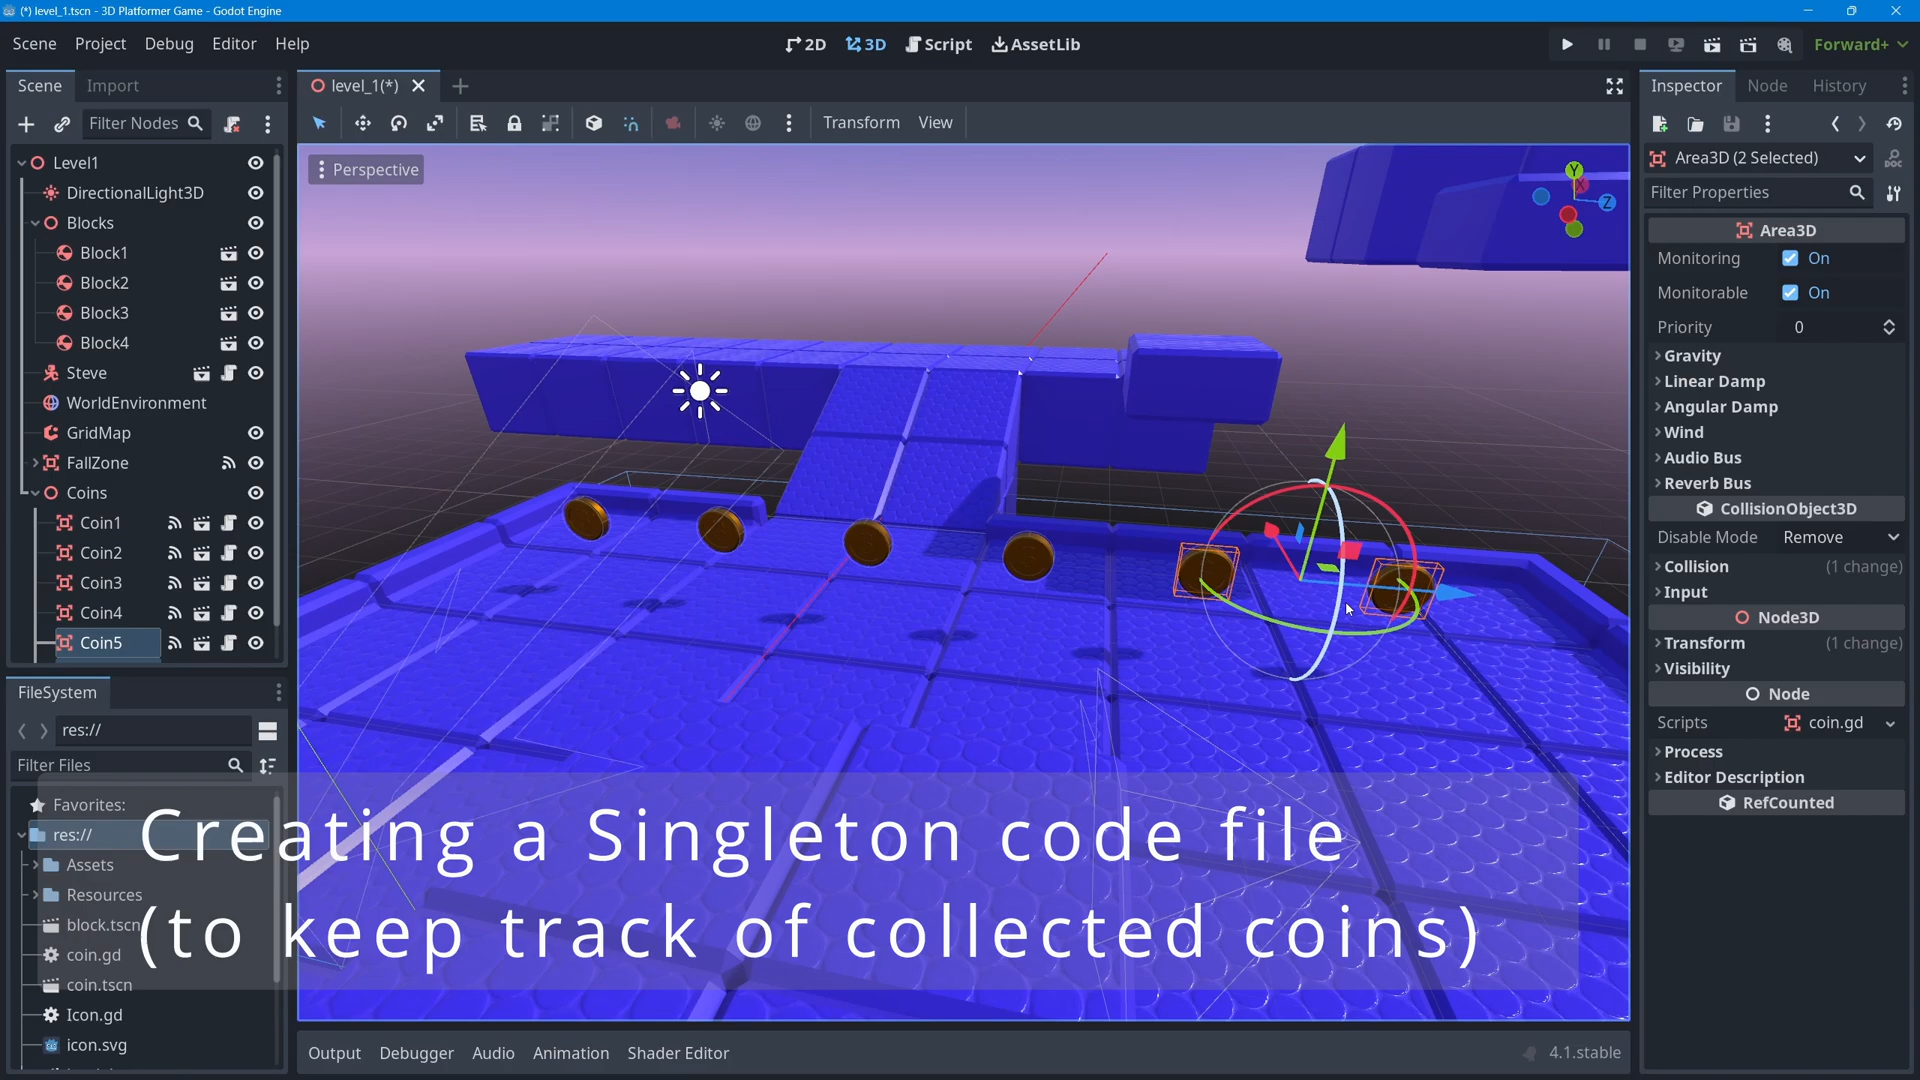 (*) level_1.tscn - 3D Platformer Game - Godot Engine
Scene Project Debug Editor Help
2D 3D Script AssetLib
Forward+
Scene Import
level_1(*)
Inspector Node History
Filter Nodes
Transform View
Level1
DirectionalLight3D
Blocks
Block1
Block2
Block3
Block4
Steve
WorldEnvironment
GridMap
FallZone
Coins
Coin1
Coin2
Coin3
Coin4
Coin5
FileSystem
res://
Filter Files
Favorites:
res://
Assets
Resources
block.tscn
coin.gd
coin.tscn
Icon.gd
icon.svg
Perspective
Y
X
Z
Creating a Singleton code file
(to keep track of collected coins)
Output Debugger Audio Animation Shader Editor
4.1.stable
Area3D (2 Selected)
DOC
Filter Properties
Area3D
Monitoring On
Monitorable On
Priority 0
Gravity
Linear Damp
Angular Damp
Wind
Audio Bus
Reverb Bus
CollisionObject3D
Disable Mode Remove
Collision (1 change)
Input
Node3D
Transform (1 change)
Visibility
Node
Scripts coin.gd
Process
Editor Description
RefCounted